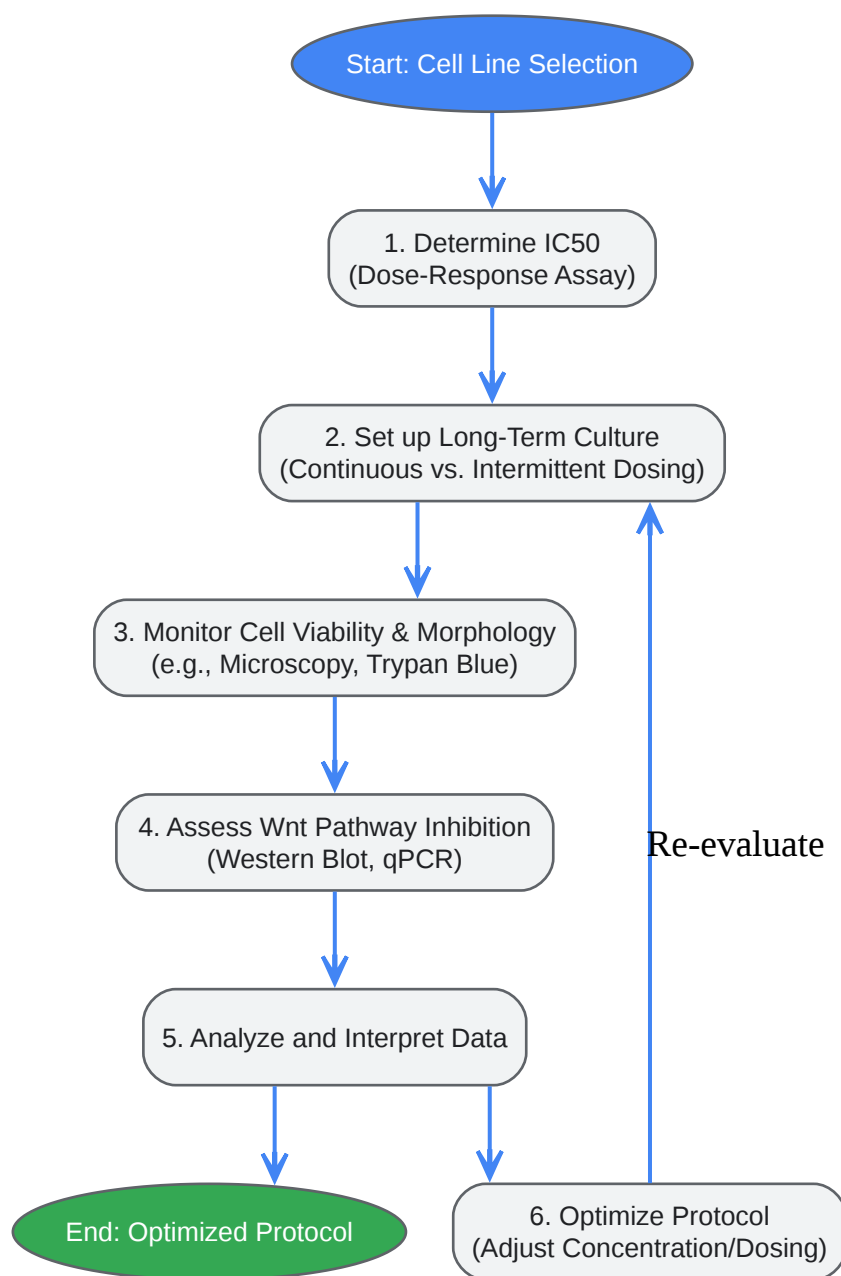 Start: Cell Line Selection
1. Determine IC50
(Dose-Response Assay)
2. Set up Long-Term Culture
(Continuous vs. Intermittent Dosing)
3. Monitor Cell Viability & Morphology
(e.g., Microscopy, Trypan Blue)
4. Assess Wnt Pathway Inhibition
(Western Blot, qPCR)
Re-evaluate
5. Analyze and Interpret Data
End: Optimized Protocol
6. Optimize Protocol
(Adjust Concentration/Dosing)